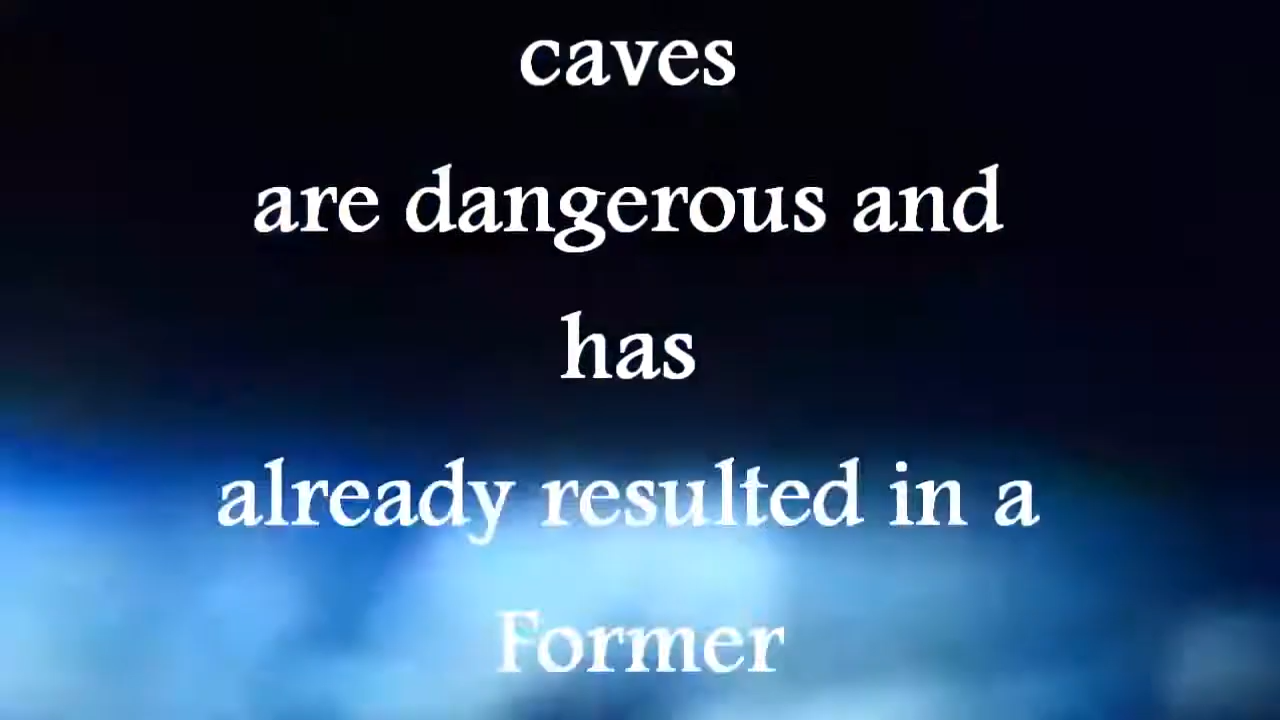 caves
are dangerous and
has
already resulted in a
Former